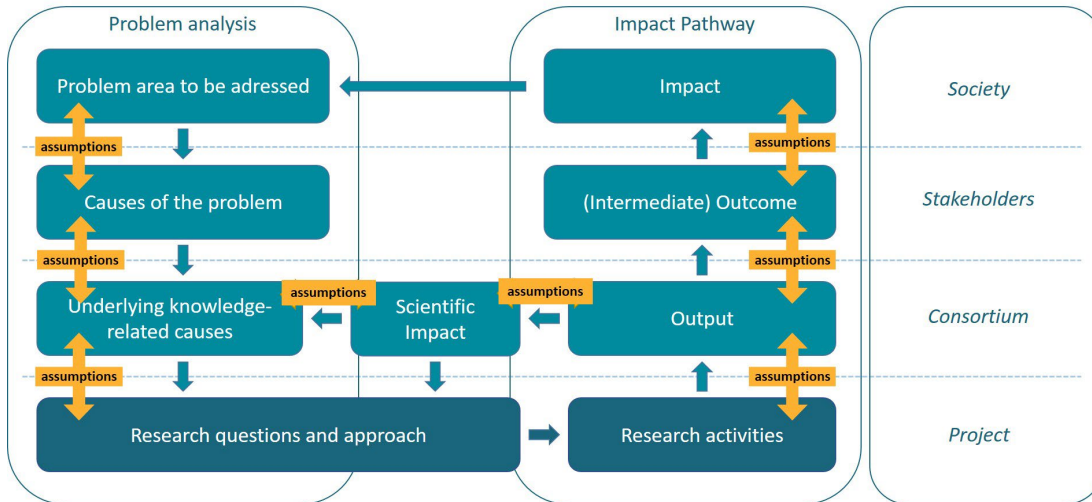 Problem analysis
Impact Pathway
Problem area to be adressed
Impact
Society
assumptions
assumptions
Causes of the problem
(Intermediate) Outcome
Stakeholders
assumptions
assumptions
assumptions
assumptions
Underlying knowledge-
related causes
Scientific
Impact
Output
Consortium
assumptions
assumptions
Research questions and approach
Research activities
Project